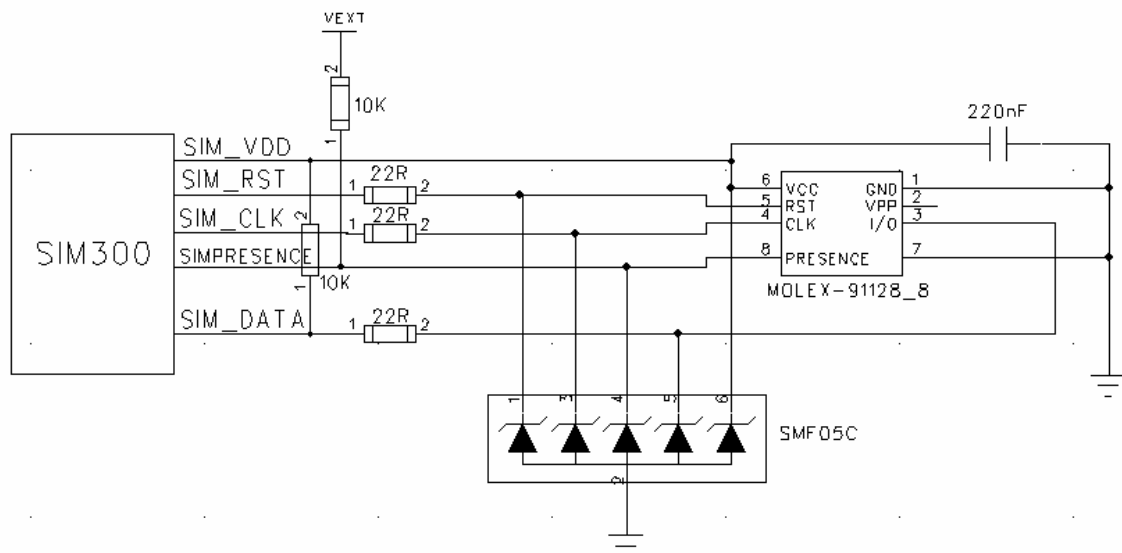 VEXT
2
10K
1
220nF
SIM_VDD
SIM_RST
1 22R 2
SIM_CLK
2
1 22R 2
SIM300
SIMPRESENCE
1 10K
SIM_DATA
1 22R 2
6 VCC GND 1
5 RST VPP 2
4 CLK I/O 3
8 PRESENCE 7
MOLEX-91128_8
1 3 4 5 6
SMF05C
2